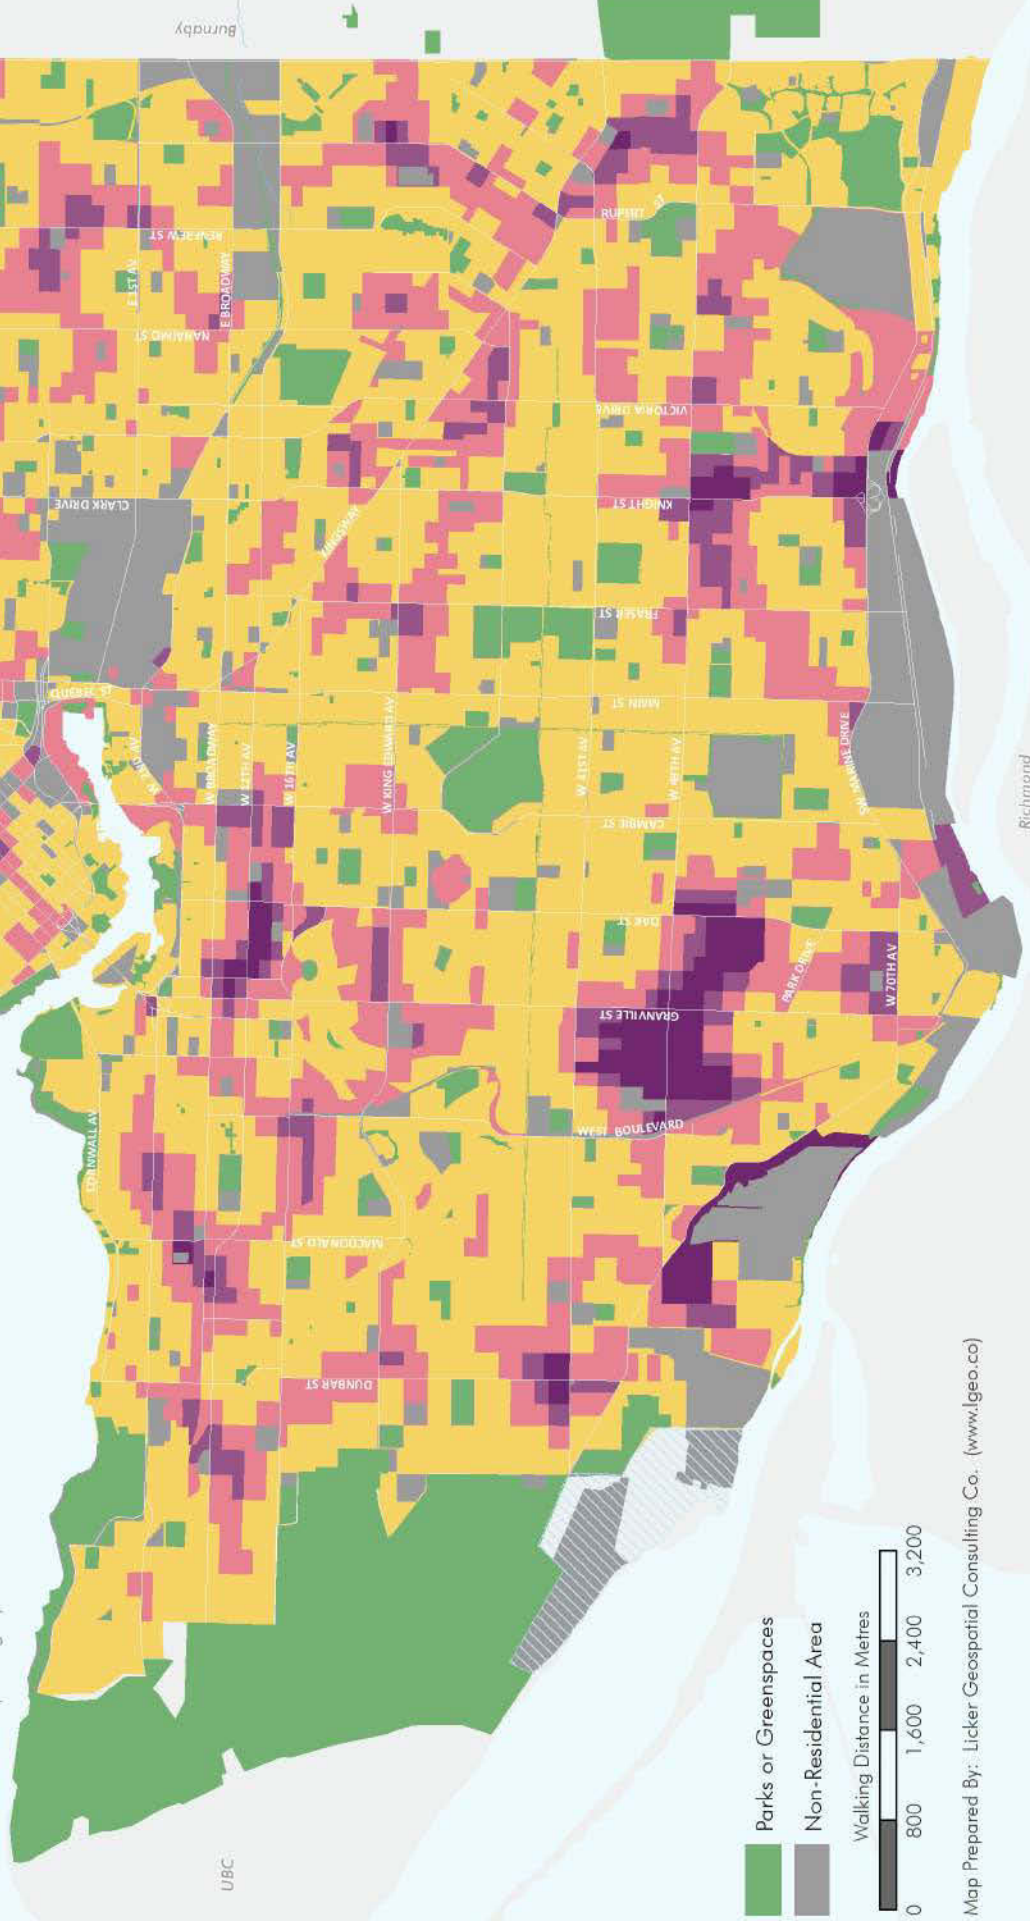 Burnaby
RENFREW ST
E 1ST AV
E BROADWAY
NANAIMO ST
RUPERT ST
VICTORIA DRIVE
CLARK DRIVE
KNIGHT ST
KINGSWAY
FRASER ST
MAIN ST
W 2ND AV
W BROADWAY
W 12TH AV
W 16TH AV
W KING EDWARD AV
W 41ST AV
W 49TH AV
SW MARINE DRIVE
CAMBIE ST
OAK ST
PARK DRIVE
W 70TH AV
GRANVILLE ST
WEST BOULEVARD
CORNWALL AV
MACDONALD ST
DUNBAR ST
Richmond
UBC
Parks or Greenspaces
Non-Residential Area
Walking Distance in Metres
0 800 1,600 2,400 3,200
Map Prepared By: Licker Geospatial Consulting Co. (www.lgeo.co)